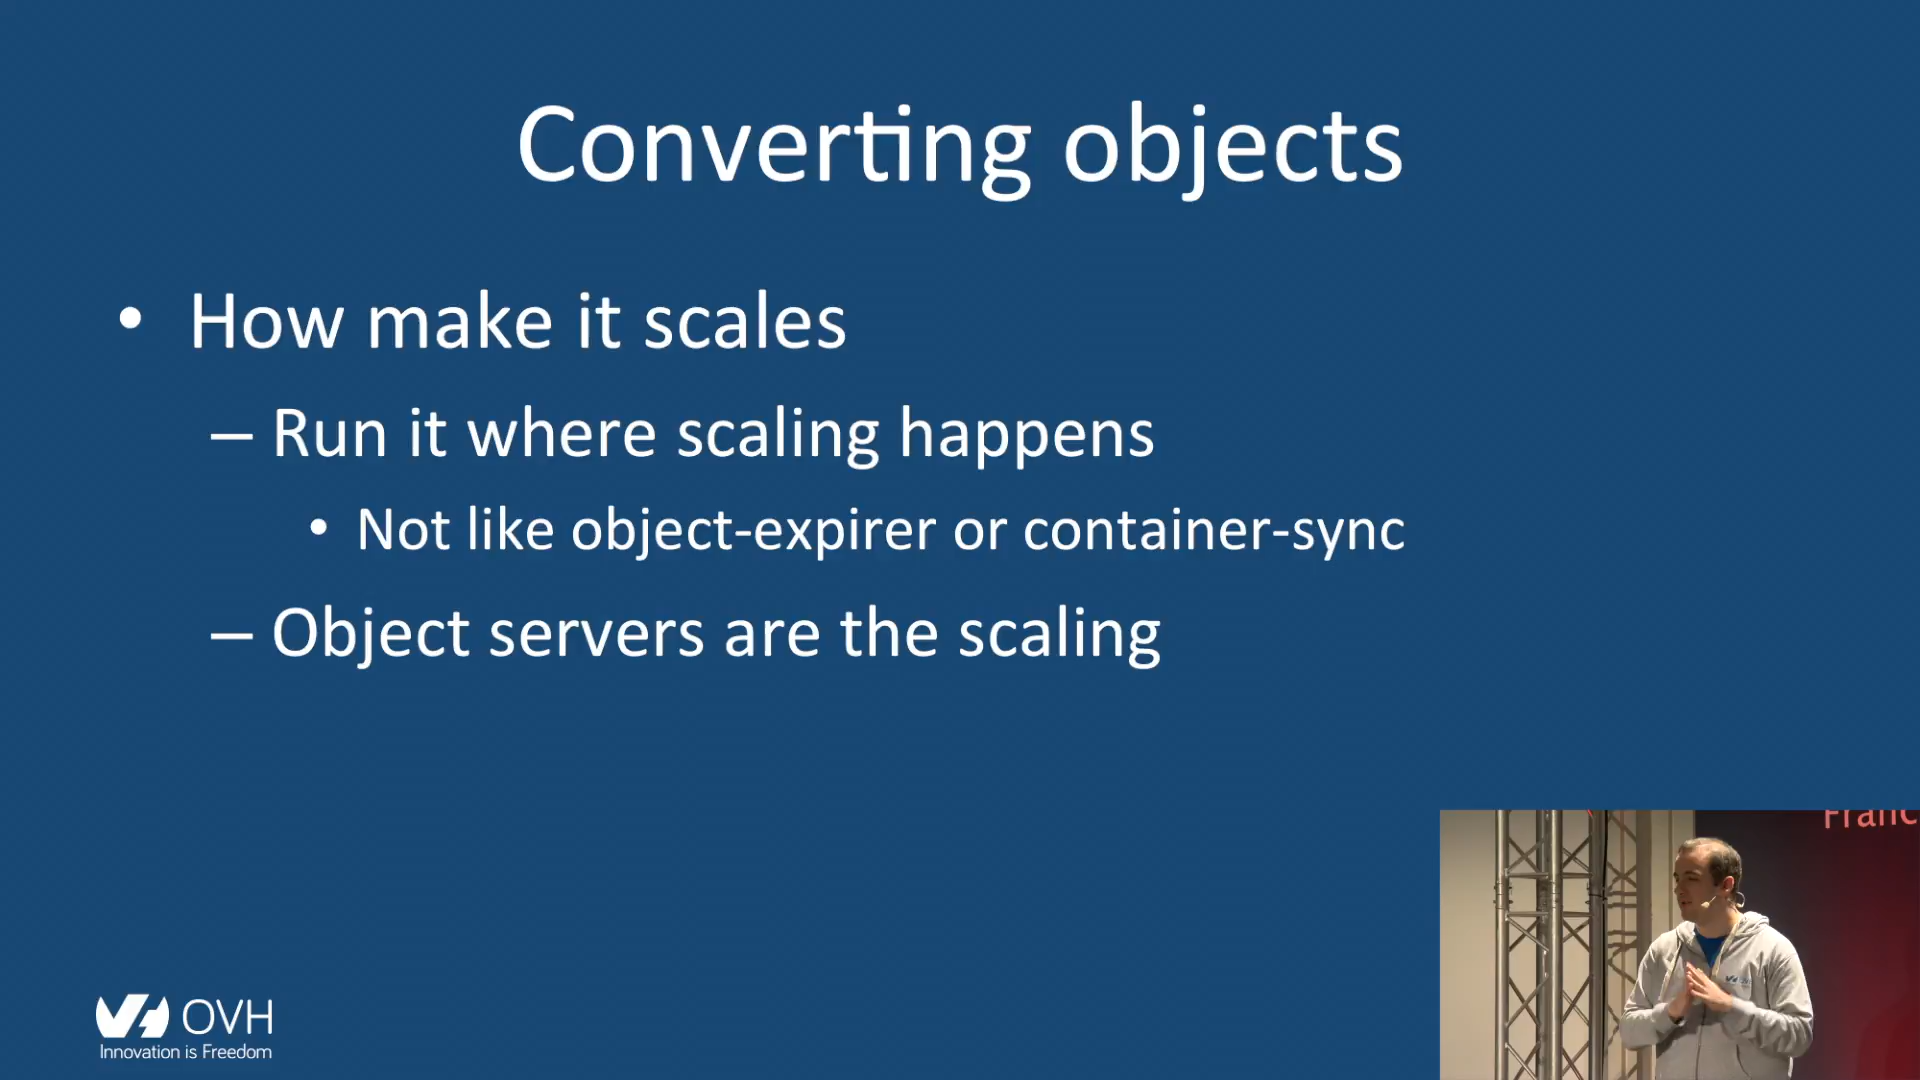 Converting objects
• How make it scales
– Run it where scaling happens
• Not like object-expirer or container-sync
– Object servers are the scaling
OVH
Innovation is Freedom
Franc